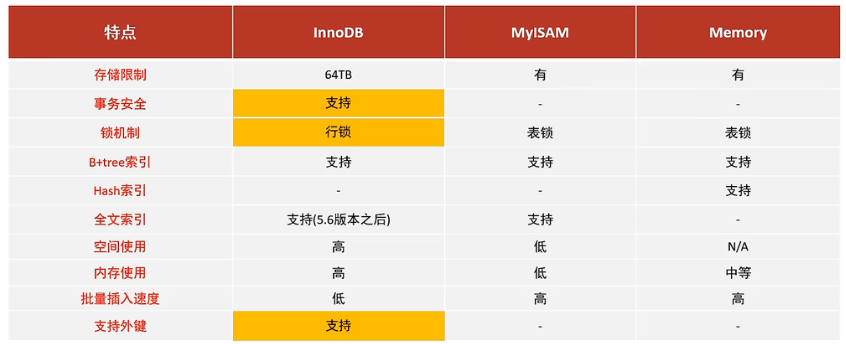 特点 InnoDB MyISAM Memory
存储限制 64TB 有 有
事务安全 支持 - -
锁机制 行锁 表锁 表锁
B+tree索引 支持 支持 支持
Hash索引 - - 支持
全文索引 支持(5.6版本之后) 支持 -
空间使用 高 低 N/A
内存使用 高 低 中等
批量插入速度 低 高 高
支持外键 支持 - -